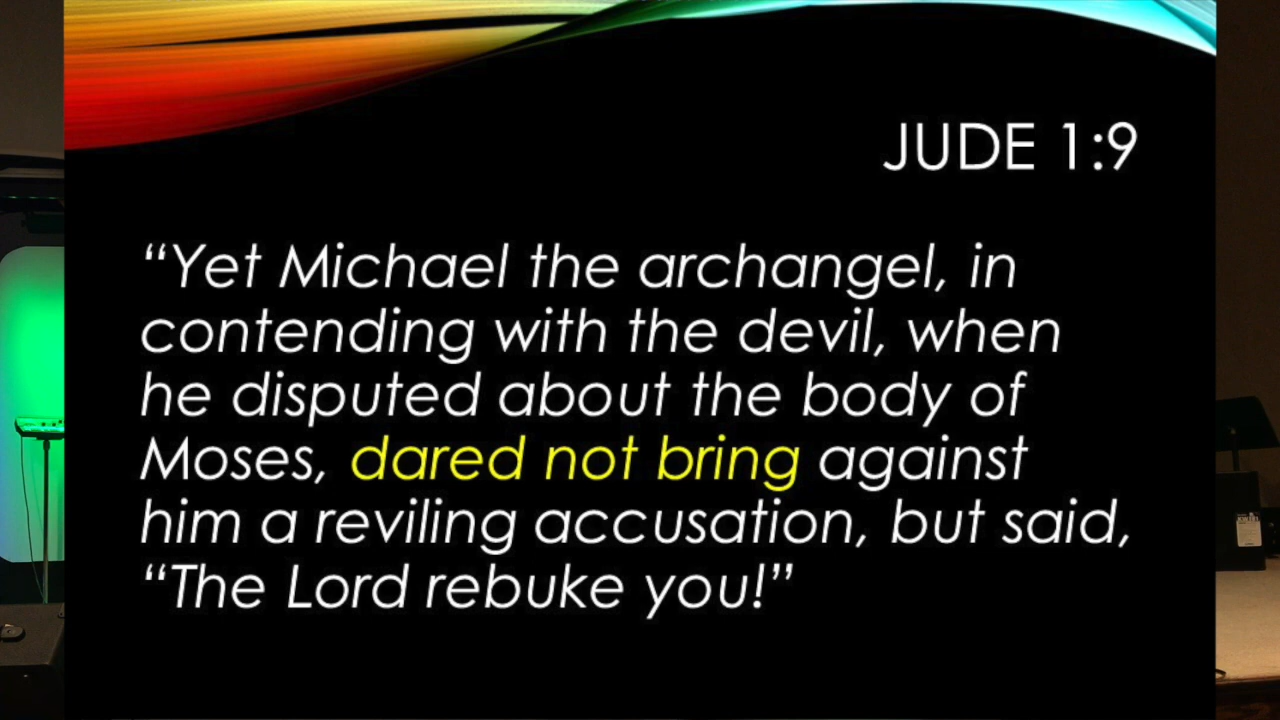 JUDE 1:9
“Yet Michael the archangel, in
contending with the devil, when
he disputed about the body of
Moses, dared not bring against
him a reviling accusation, but said,
“The Lord rebuke you!”